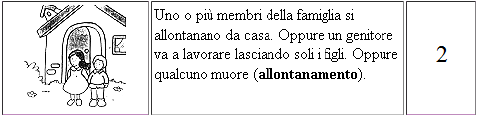 Uno o più membri della famiglia si
allontanano da casa. Oppure un genitore
va a lavorare lasciando soli i figli. Oppure
qualcuno muore (allontanamento).
2